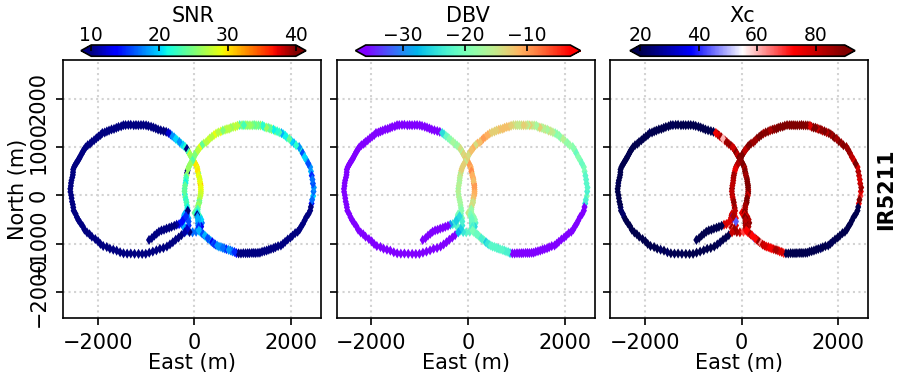 SNR DBV Xc
10 20 30 40 −30 −20 −10 20 40 60 80
North (m)
2000
1000
0
−1000
−2000
IR5211
−2000 0 2000 −2000 0 2000 −2000 0 2000
East (m) East (m) East (m)